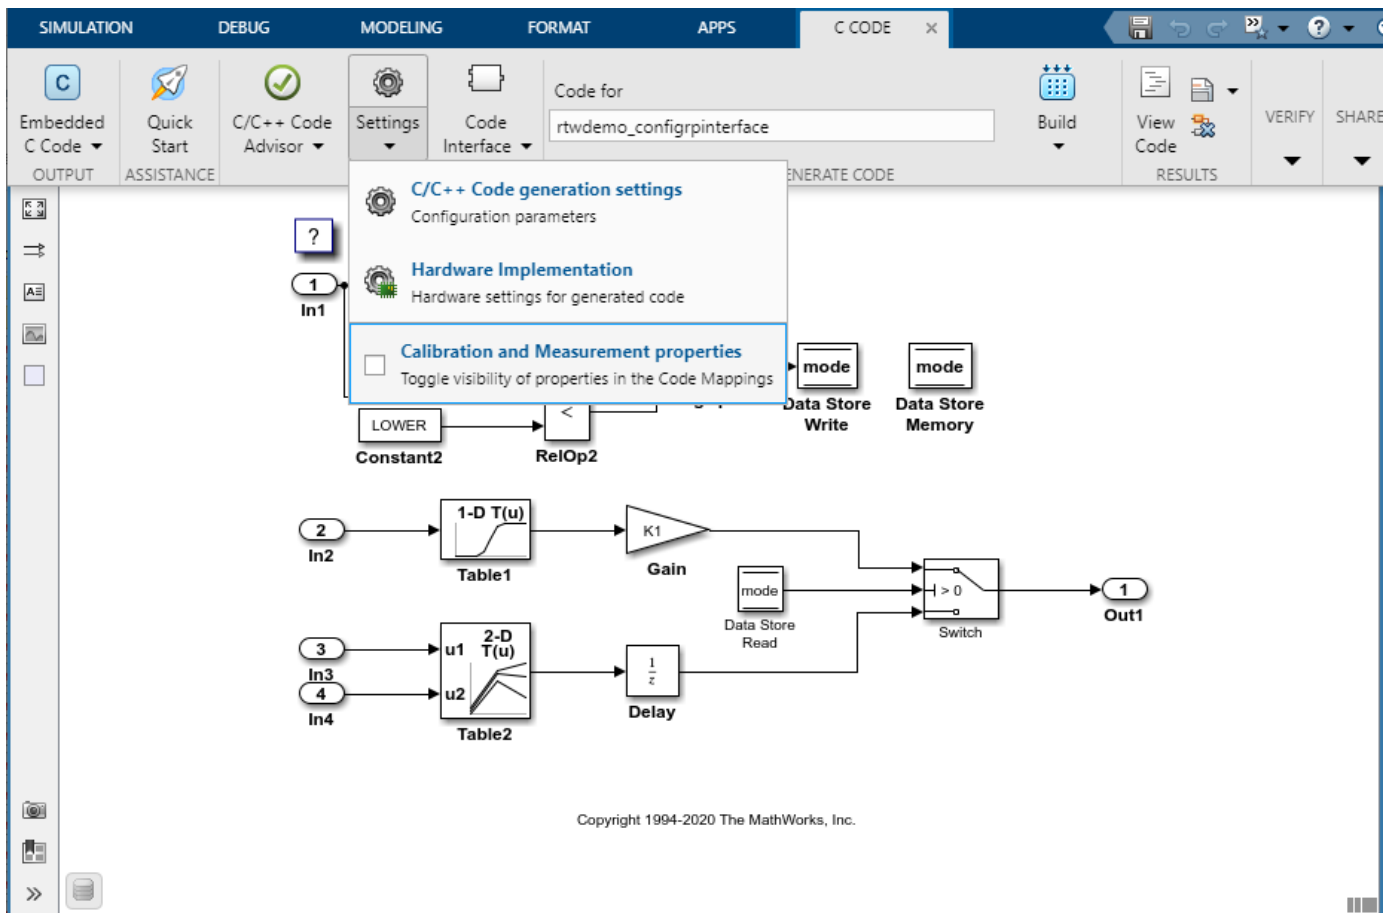 SIMULATION
DEBUG
MODELING
FORMAT
APPS
C CODE
C
Embedded
C Code
OUTPUT
Quick
Start
ASSISTANCE
C/C++ Code
Advisor
Settings
Code
Interface
Code for
rtwdemo_configrpinterface
Build
ENERATE CODE
View
Code
RESULTS
VERIFY
SHARE
C/C++ Code generation settings
Configuration parameters
Hardware Implementation
Hardware settings for generated code
Calibration and Measurement properties
Toggle visibility of properties in the Code Mappings
?
1
In1
LOWER
Constant2
<
RelOp2
mode
Data Store
Write
mode
Data Store
Memory
2
In2
1-D T(u)
Table1
K1
Gain
mode
Data Store
Read
> 0
Switch
1
Out1
3
In3
4
In4
2-D
T(u)
u1
u2
Table2
1
z
Delay
Copyright 1994-2020 The MathWorks, Inc.